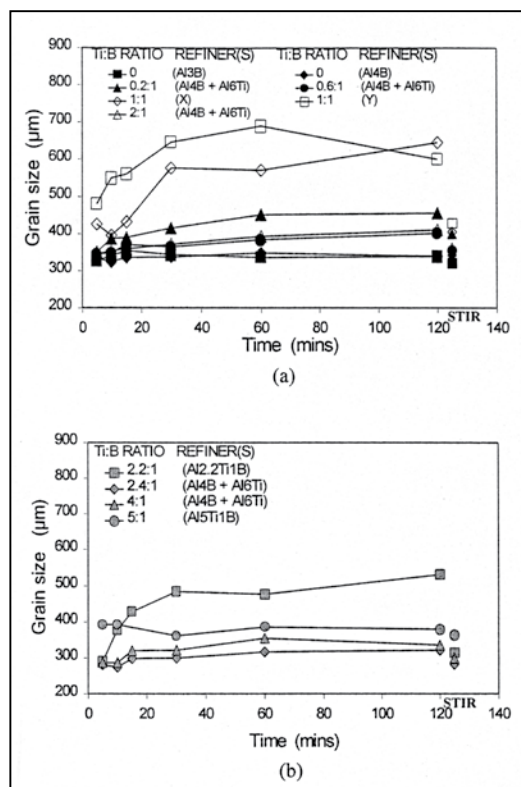 Ti:B RATIO REFINER(S) Ti:B RATIO REFINER(S)
0 (Al3B) 0 (Al4B)
0.2:1 (Al4B + Al6Ti) 0.6:1 (Al4B + Al6Ti)
1:1 (X) 1:1 (Y)
2:1 (Al4B + Al6Ti)
900
800
700
600
500
400
300
200
Grain size (µm)
0 20 40 60 80 100 120 140
STIR
Time (mins)
(a)
Ti:B RATIO REFINER(S)
2.2:1 (Al2.2Ti1B)
2.4:1 (Al4B + Al6Ti)
4:1 (Al4B + Al6Ti)
5:1 (Al5Ti1B)
900
800
700
600
500
400
300
200
Grain size (µm)
0 20 40 60 80 100 120 140
STIR
Time (mins)
(b)